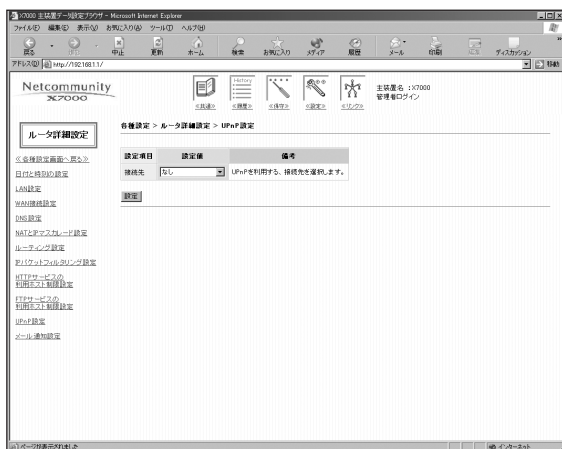 X7000 主装置データ設定ブラウザ - Microsoft Internet Explorer
ファイル(F) 編集(E) 表示(V) お気に入り(A) ツール(T) ヘルプ(H)
戻る 進む 中止 更新 ホーム 検索 お気に入り メディア 履歴 メール 印刷 ディスカッション
アドレス(D) http://192.168.1.1/ 移動
Netcommunity
X7000
History
≪共通≫ ≪履歴≫ ≪保守≫ ≪設定≫ ≪リンク≫
主装置名 :X7000
管理者ログイン
ルータ詳細設定
各種設定 > ルータ詳細設定 > UPnP設定
設定項目 設定値 備考
接続先 なし UPnPを利用する、接続先を選択します。
設定
≪各種設定画面へ戻る≫
日付と時刻の設定
LAN設定
WAN接続設定
DNS設定
NATとIPマスカレード設定
ルーティング設定
IPパケットフィルタリング設定
HTTPサービスの
利用ホスト制限設定
FTPサービスの
利用ホスト制限設定
UPnP設定
メール通知設定
ページが表示されました インターネット